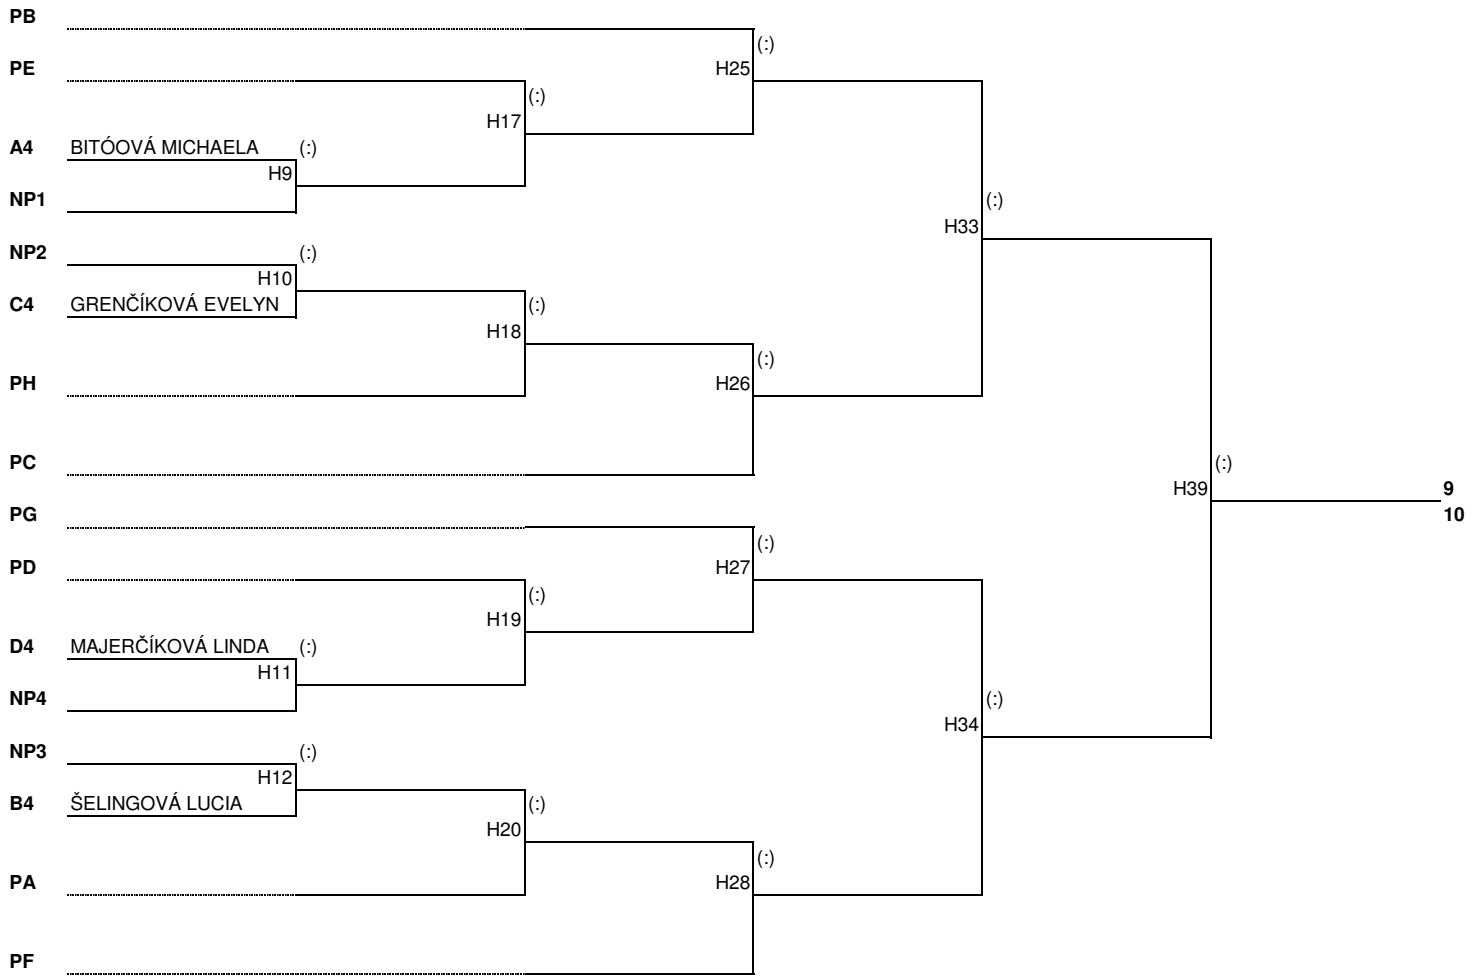 PB
(:)
PE
H25
(:)
H17
A4 BITÓOVÁ MICHAELA (:)
H9
NP1
(:)
H33
NP2
(:)
H10
C4 GRENČÍKOVÁ EVELYN
(:)
H18
(:)
PH
H26
PC
(:)
H39
9
PG
10
(:)
PD
H27
(:)
H19
D4 MAJERČÍKOVÁ LINDA (:)
H11
NP4
(:)
H34
NP3
(:)
H12
B4 ŠELINGOVÁ LUCIA
(:)
H20
(:)
PA
H28
PF